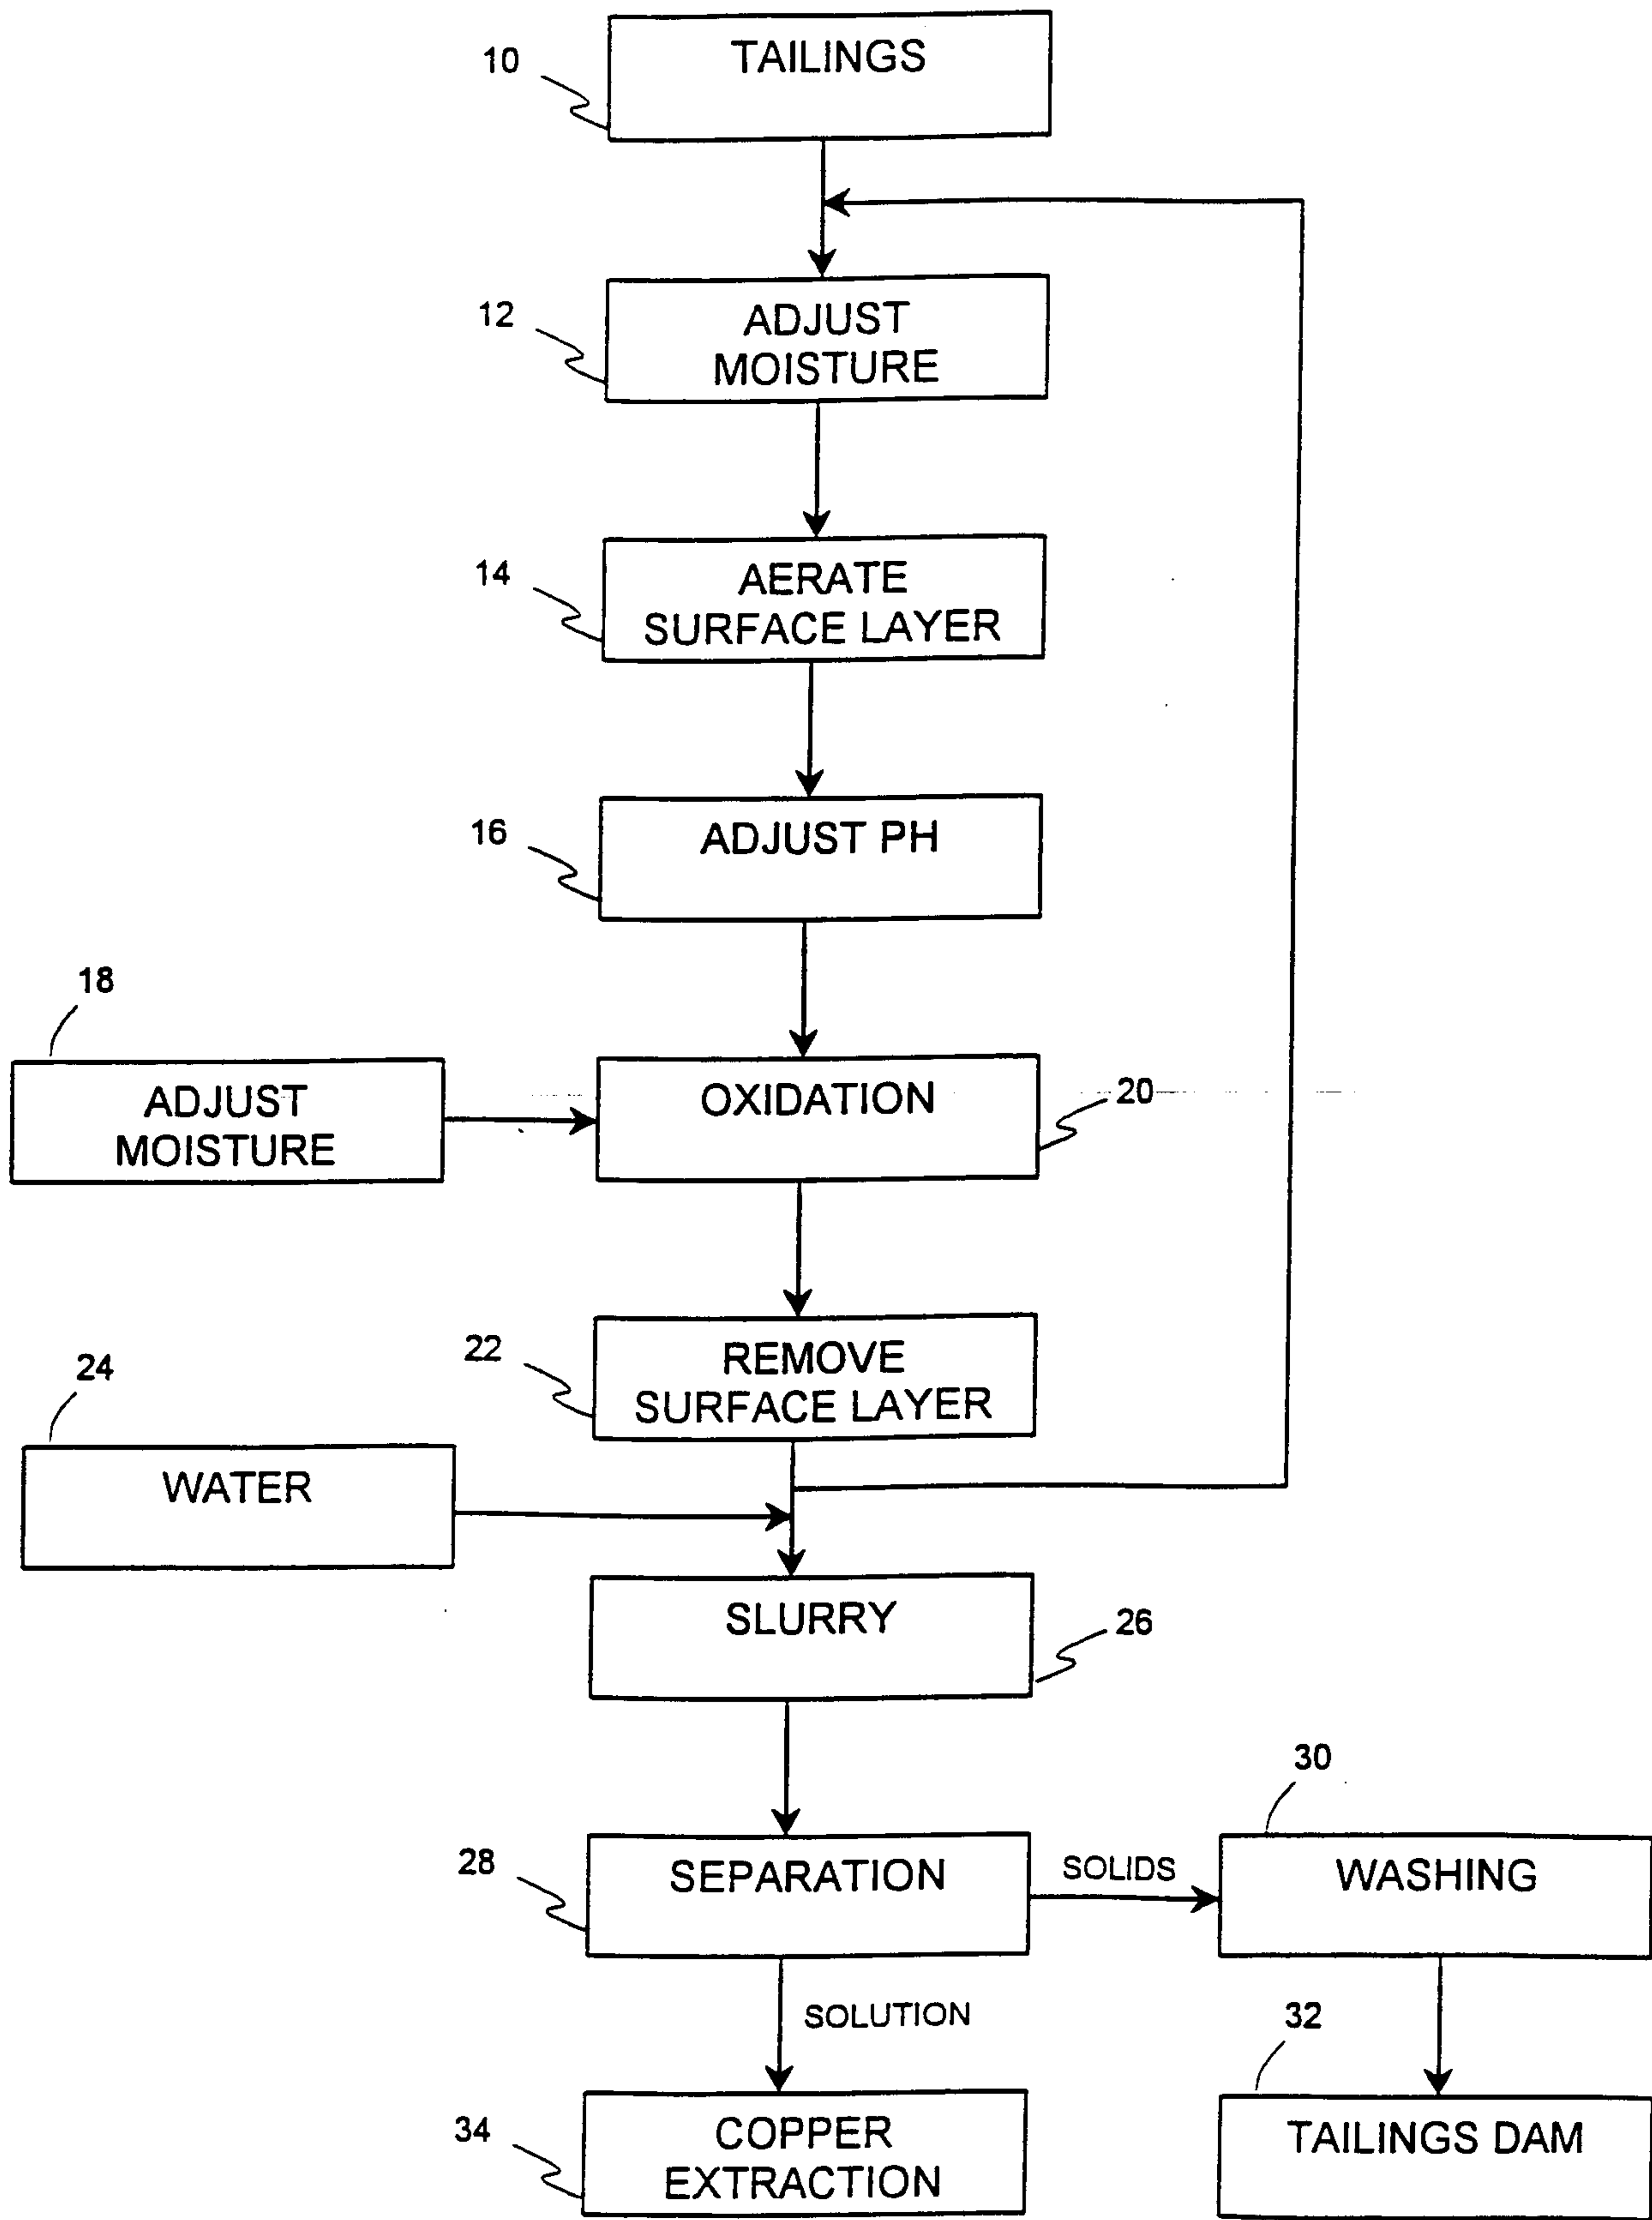 10
TAILINGS
12
ADJUST
MOISTURE
14
AERATE
SURFACE LAYER
16
ADJUST PH
18
ADJUST
MOISTURE
OXIDATION
20
22
REMOVE
SURFACE LAYER
24
WATER
SLURRY
26
28
SEPARATION
SOLIDS
30
WASHING
SOLUTION
32
TAILINGS DAM
34
COPPER
EXTRACTION